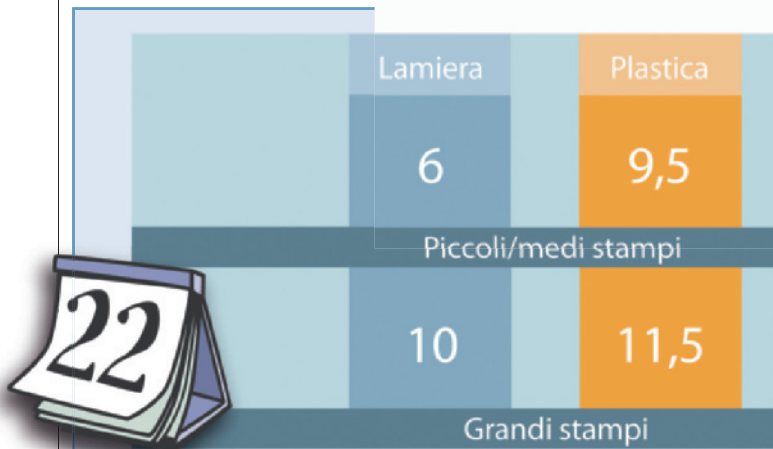 Lamiera Plastica
6 9,5
Piccoli/medi stampi
22
10 11,5
Grandi stampi